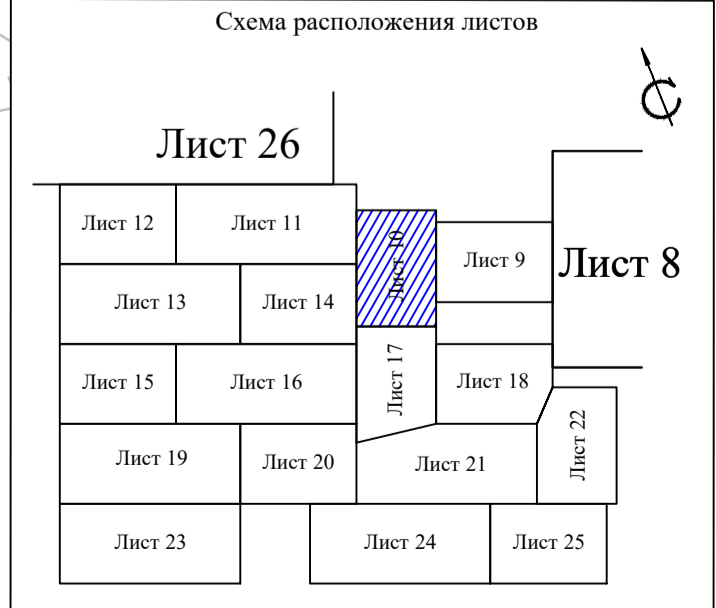 Схема расположения листов
С
Лист 26
Лист 12
Лист 11
Лист 10
Лист 9
Лист 8
Лист 13
Лист 14
Лист 15
Лист 16
Лист 17
Лист 18
Лист 19
Лист 20
Лист 21
Лист 22
Лист 23
Лист 24
Лист 25